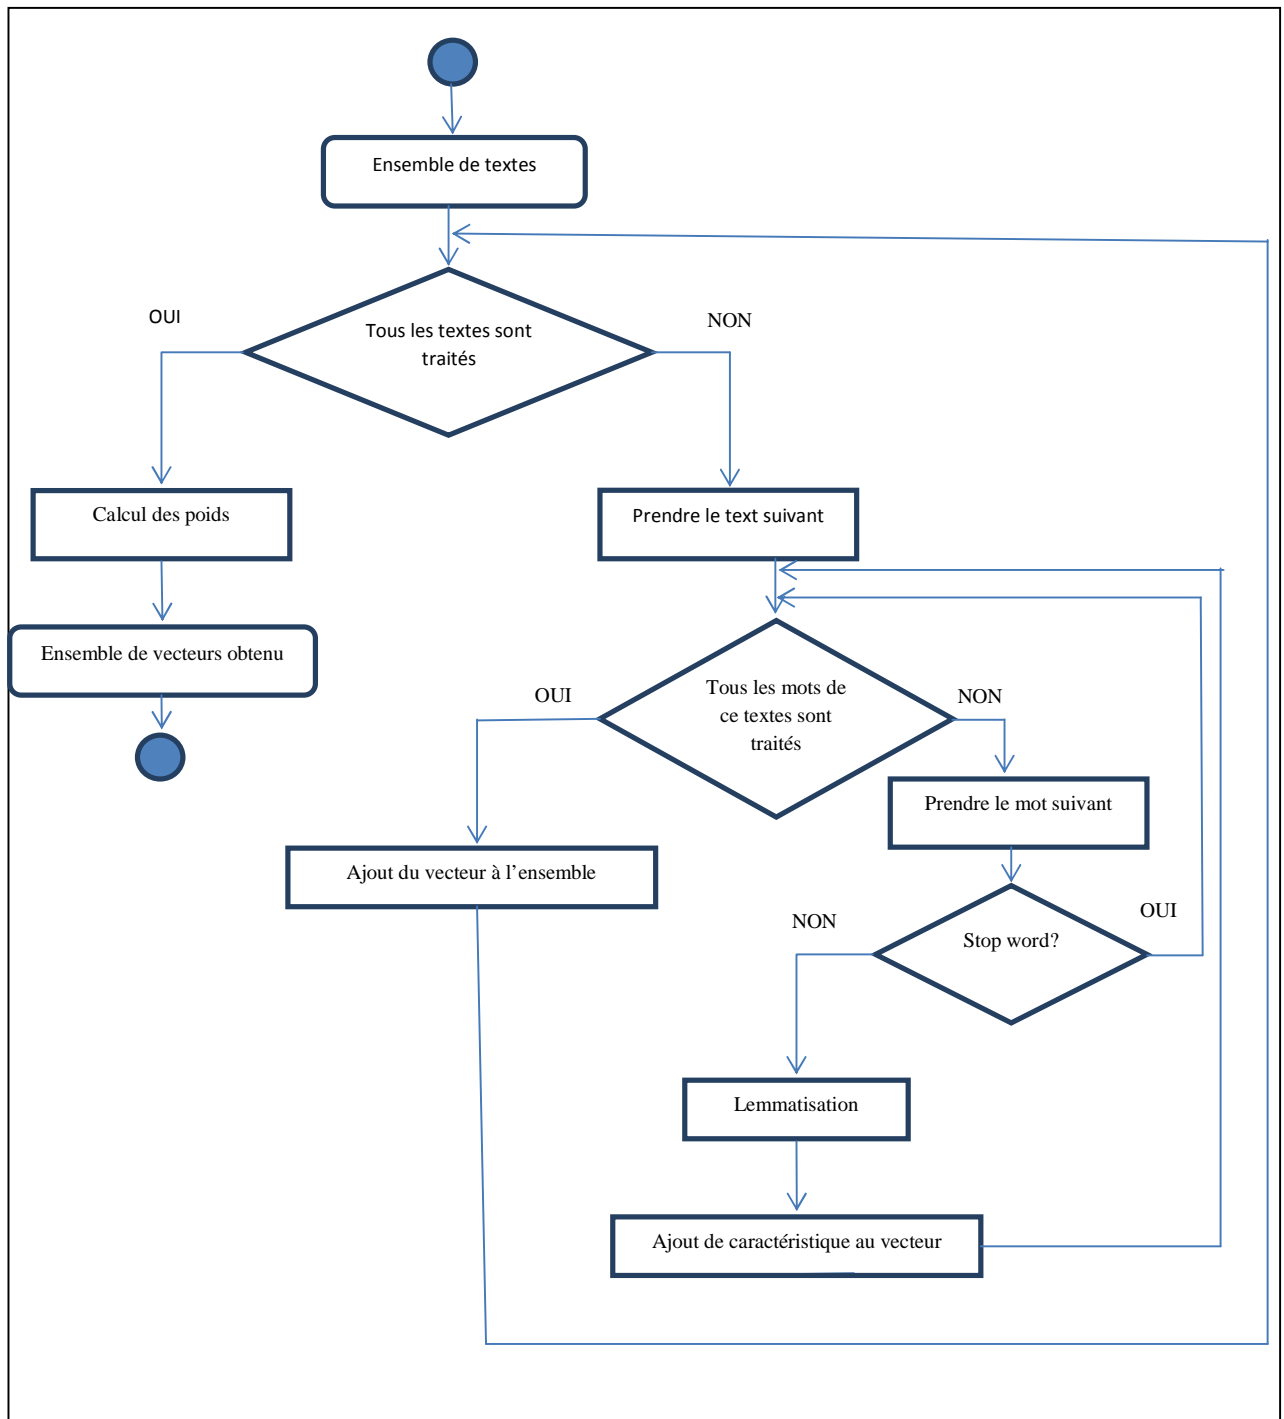 Ensemble de textes
OUI
Tous les textes sont
traités
NON
Calcul des poids
Prendre le text suivant
Ensemble de vecteurs obtenu
OUI
Tous les mots de
ce textes sont
traités
NON
Prendre le mot suivant
Ajout du vecteur à l’ensemble
NON
Stop word?
OUI
Lemmatisation
Ajout de caractéristique au vecteur